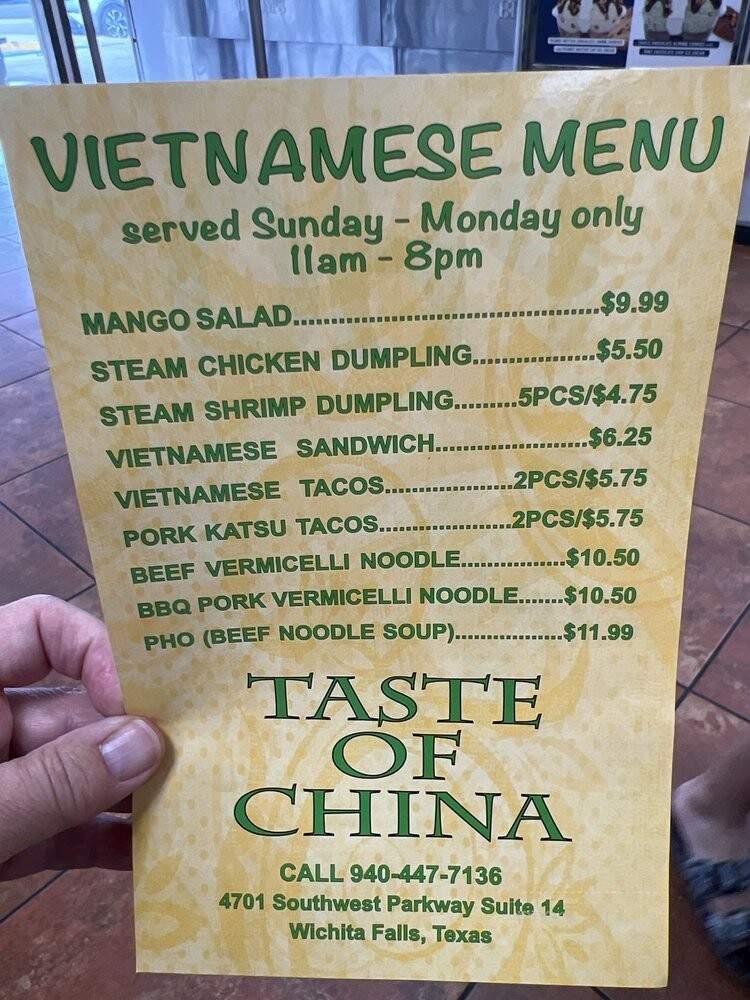 VIETNAMESE MENU
served Sunday - Monday only
11am - 8pm
MANGO SALAD.......................................$9.99
STEAM CHICKEN DUMPLING................$5.50
STEAM SHRIMP DUMPLING.........5PCS/$4.75
VIETNAMESE SANDWICH.......................$6.25
VIETNAMESE TACOS...................2PCS/$5.75
PORK KATSU TACOS....................2PCS/$5.75
BEEF VERMICELLI NOODLE................$10.50
BBQ PORK VERMICELLI NOODLE.......$10.50
PHO (BEEF NOODLE SOUP)..................$11.99
TASTE
OF
CHINA
CALL 940-447-7136
4701 Southwest Parkway Suite 14
Wichita Falls, Texas